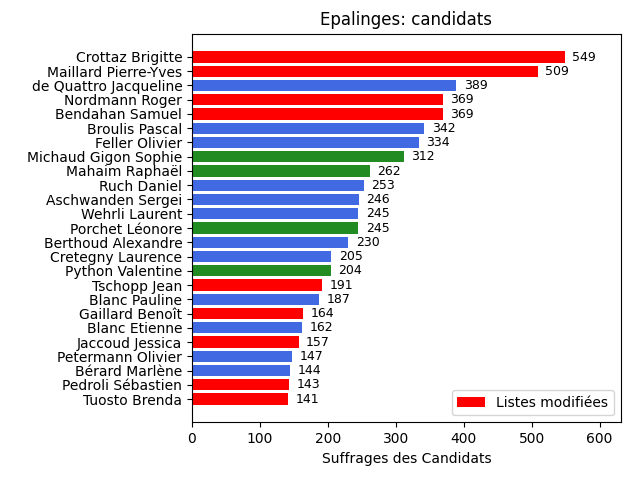 Epalinges: candidats
Crottaz Brigitte 549
Maillard Pierre-Yves 509
de Quattro Jacqueline 389
Nordmann Roger 369
Bendahan Samuel 369
Broulis Pascal 342
Feller Olivier 334
Michaud Gigon Sophie 312
Mahaim Raphaël 262
Ruch Daniel 253
Aschwanden Sergei 246
Wehrli Laurent 245
Porchet Léonore 245
Berthoud Alexandre 230
Cretegny Laurence 205
Python Valentine 204
Tschopp Jean 191
Blanc Pauline 187
Gaillard Benoît 164
Blanc Etienne 162
Jaccoud Jessica 157
Petermann Olivier 147
Bérard Marlène 144
Pedroli Sébastien 143
Tuosto Brenda 141
Listes modifiées
0 100 200 300 400 500 600
Suffrages des Candidats